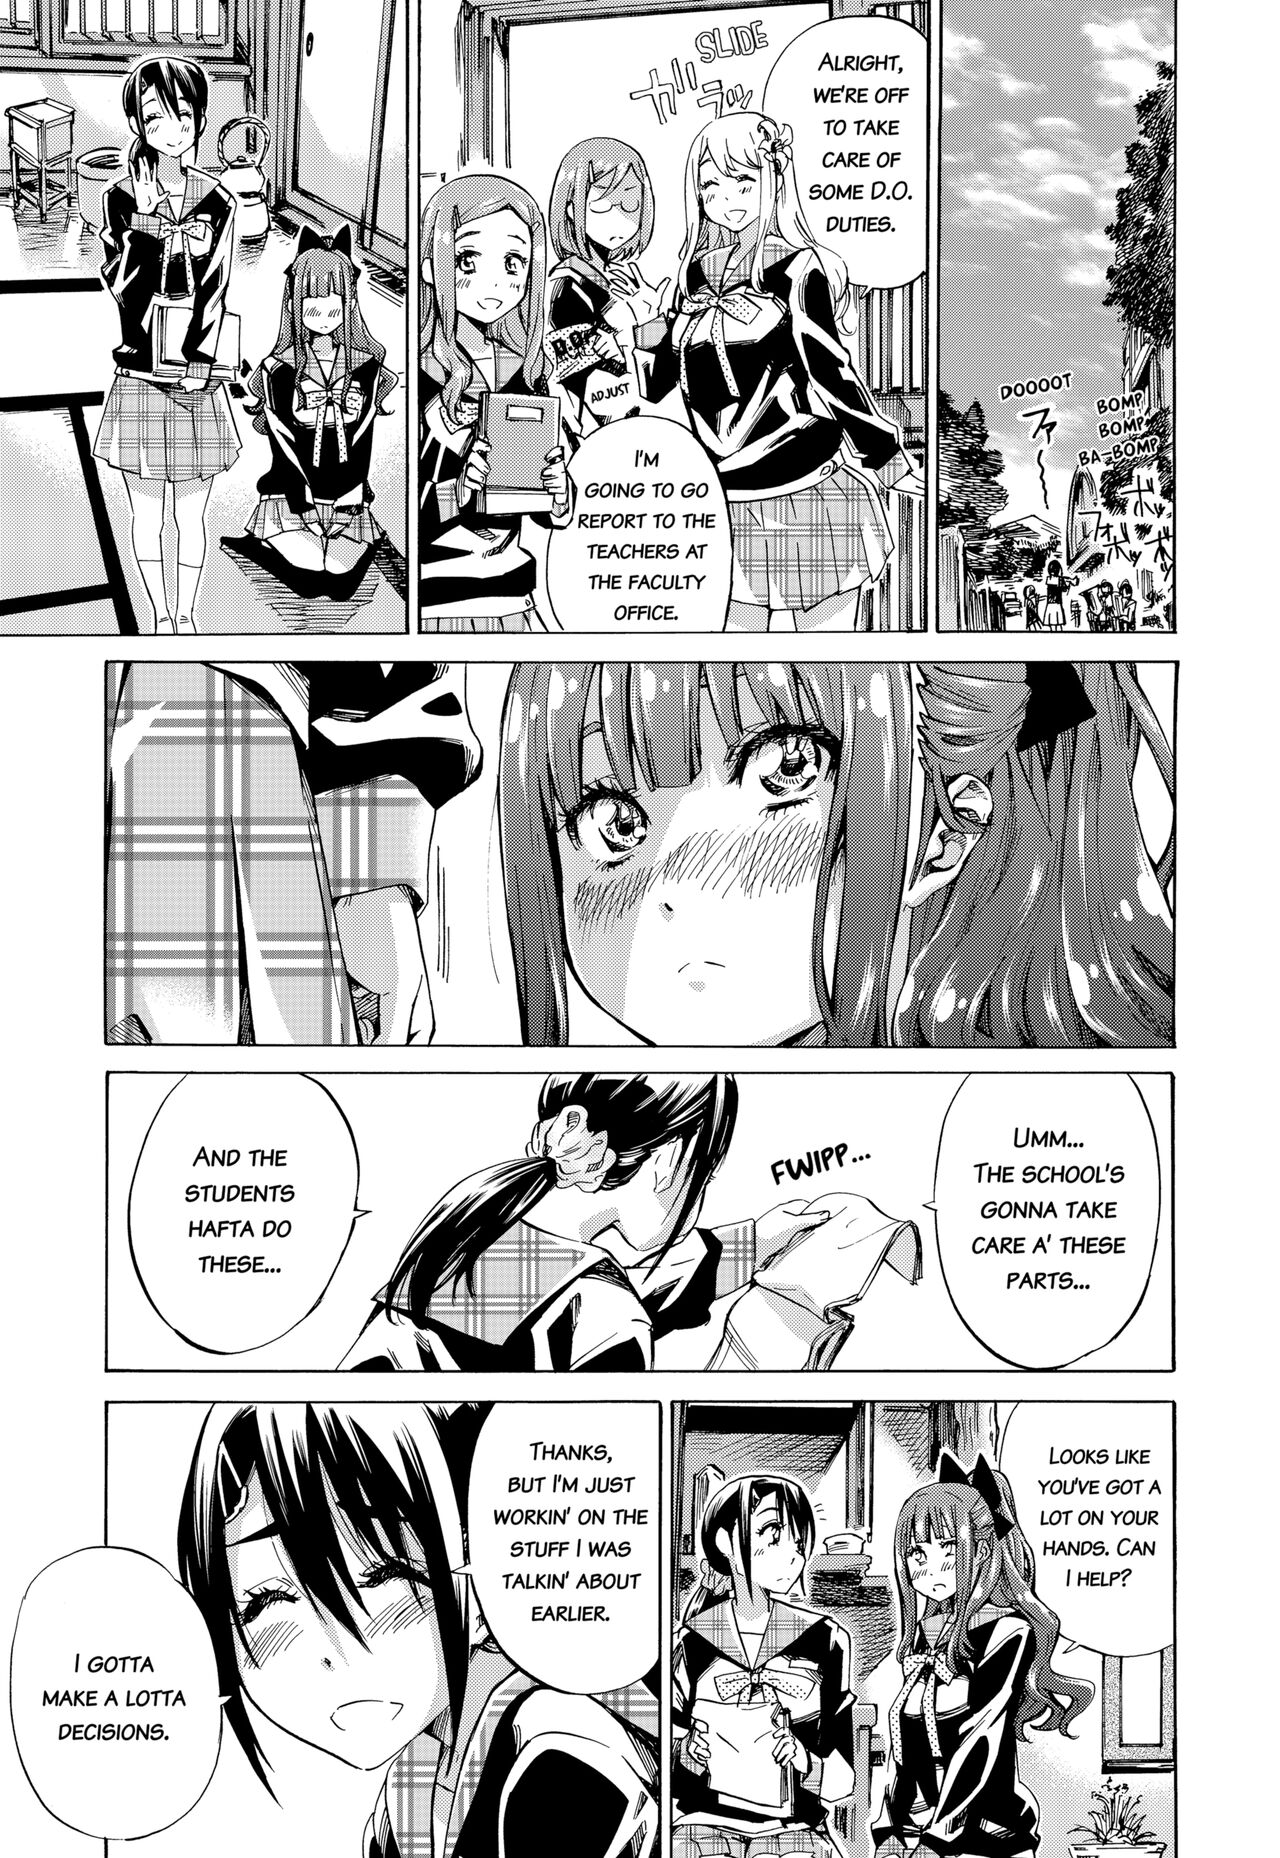 DOOOOT
ファー
BOMP
BOMP
BA-BOMP
ボッ
ボッ
SLIDE
ガラッ
ALRIGHT,
WE'RE OFF
TO TAKE
CARE OF
SOME D.O.
DUTIES.
D.O.
ADJUST
I'M
GOING TO GO
REPORT TO THE
TEACHERS AT
THE FACULTY
OFFICE.
UMM...
THE SCHOOL'S
GONNA TAKE
CARE A' THESE
PARTS...
FWIPP...
AND THE
STUDENTS
HAFTA DO
THESE...
LOOKS LIKE
YOU'VE GOT A
LOT ON YOUR
HANDS. CAN
I HELP?
THANKS,
BUT I'M JUST
WORKIN' ON THE
STUFF I WAS
TALKIN' ABOUT
EARLIER.
I GOTTA
MAKE A LOTTA
DECISIONS.